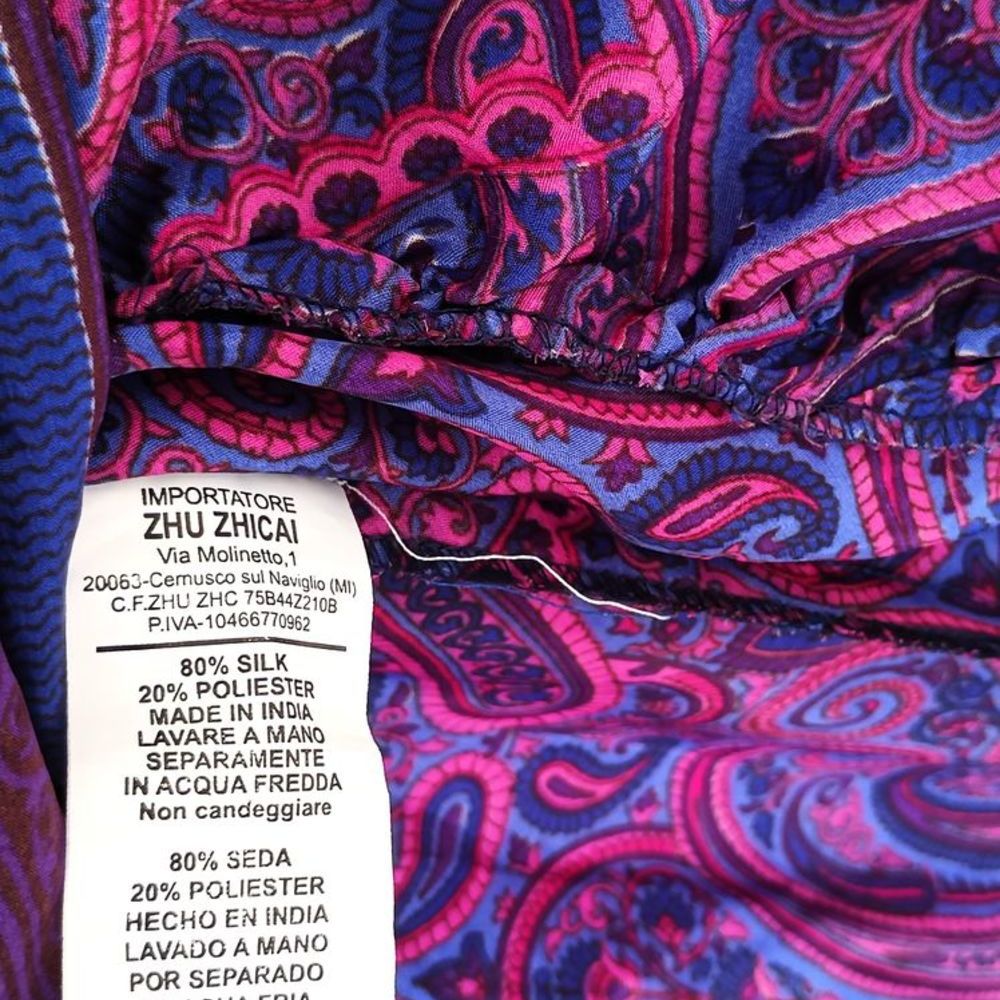 IMPORTATORE
ZHU ZHICAI
Via Molinetto,1
20063-Cernusco sul Naviglio (MI)
C.F.ZHU ZHC 75B44Z210B
P.IVA-10466770962
80% SILK
20% POLIESTER
MADE IN INDIA
LAVARE A MANO
SEPARAMENTE
IN ACQUA FREDDA
Non candeggiare
80% SEDA
20% POLIESTER
HECHO EN INDIA
LAVADO A MANO
POR SEPARADO
AGUA FRIA